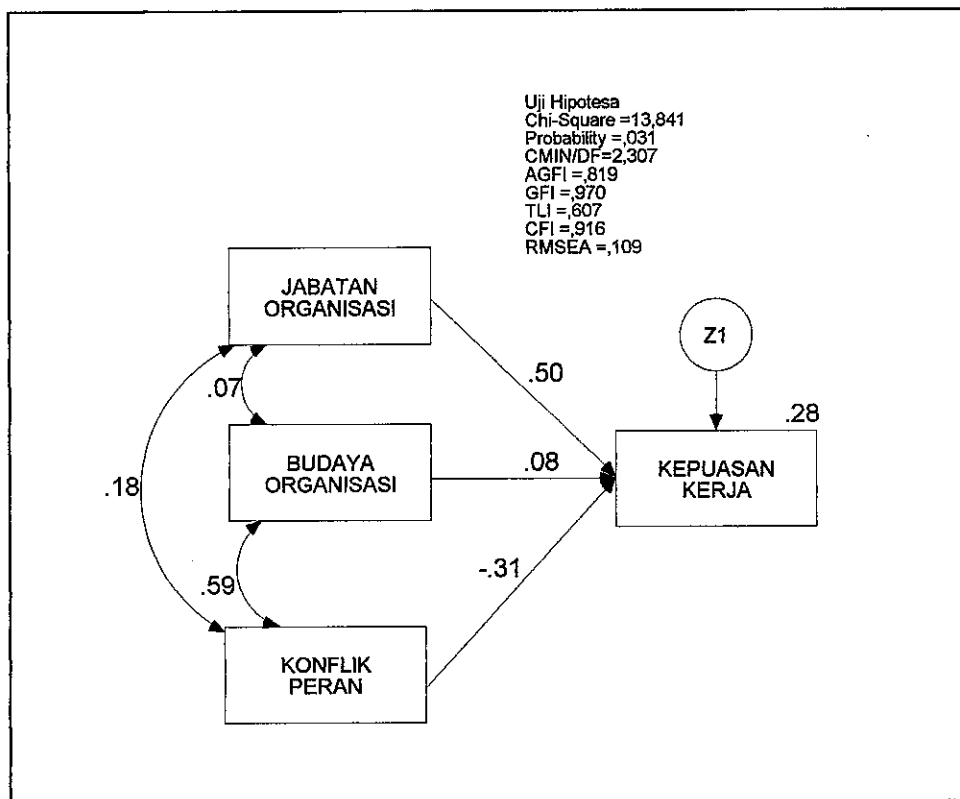 Uji Hipotesa
Chi-Square =13,841
Probability =,031
CMIN/DF=2,307
AGFI =,819
GFI =,970
TLI =,607
CFI =,916
RMSEA =,109
JABATAN
ORGANISASI
Z1
.50
.28
.07
BUDAYA
ORGANISASI
.08
KEPUASAN
KERJA
.18
-.31
.59
KONFLIK
PERAN